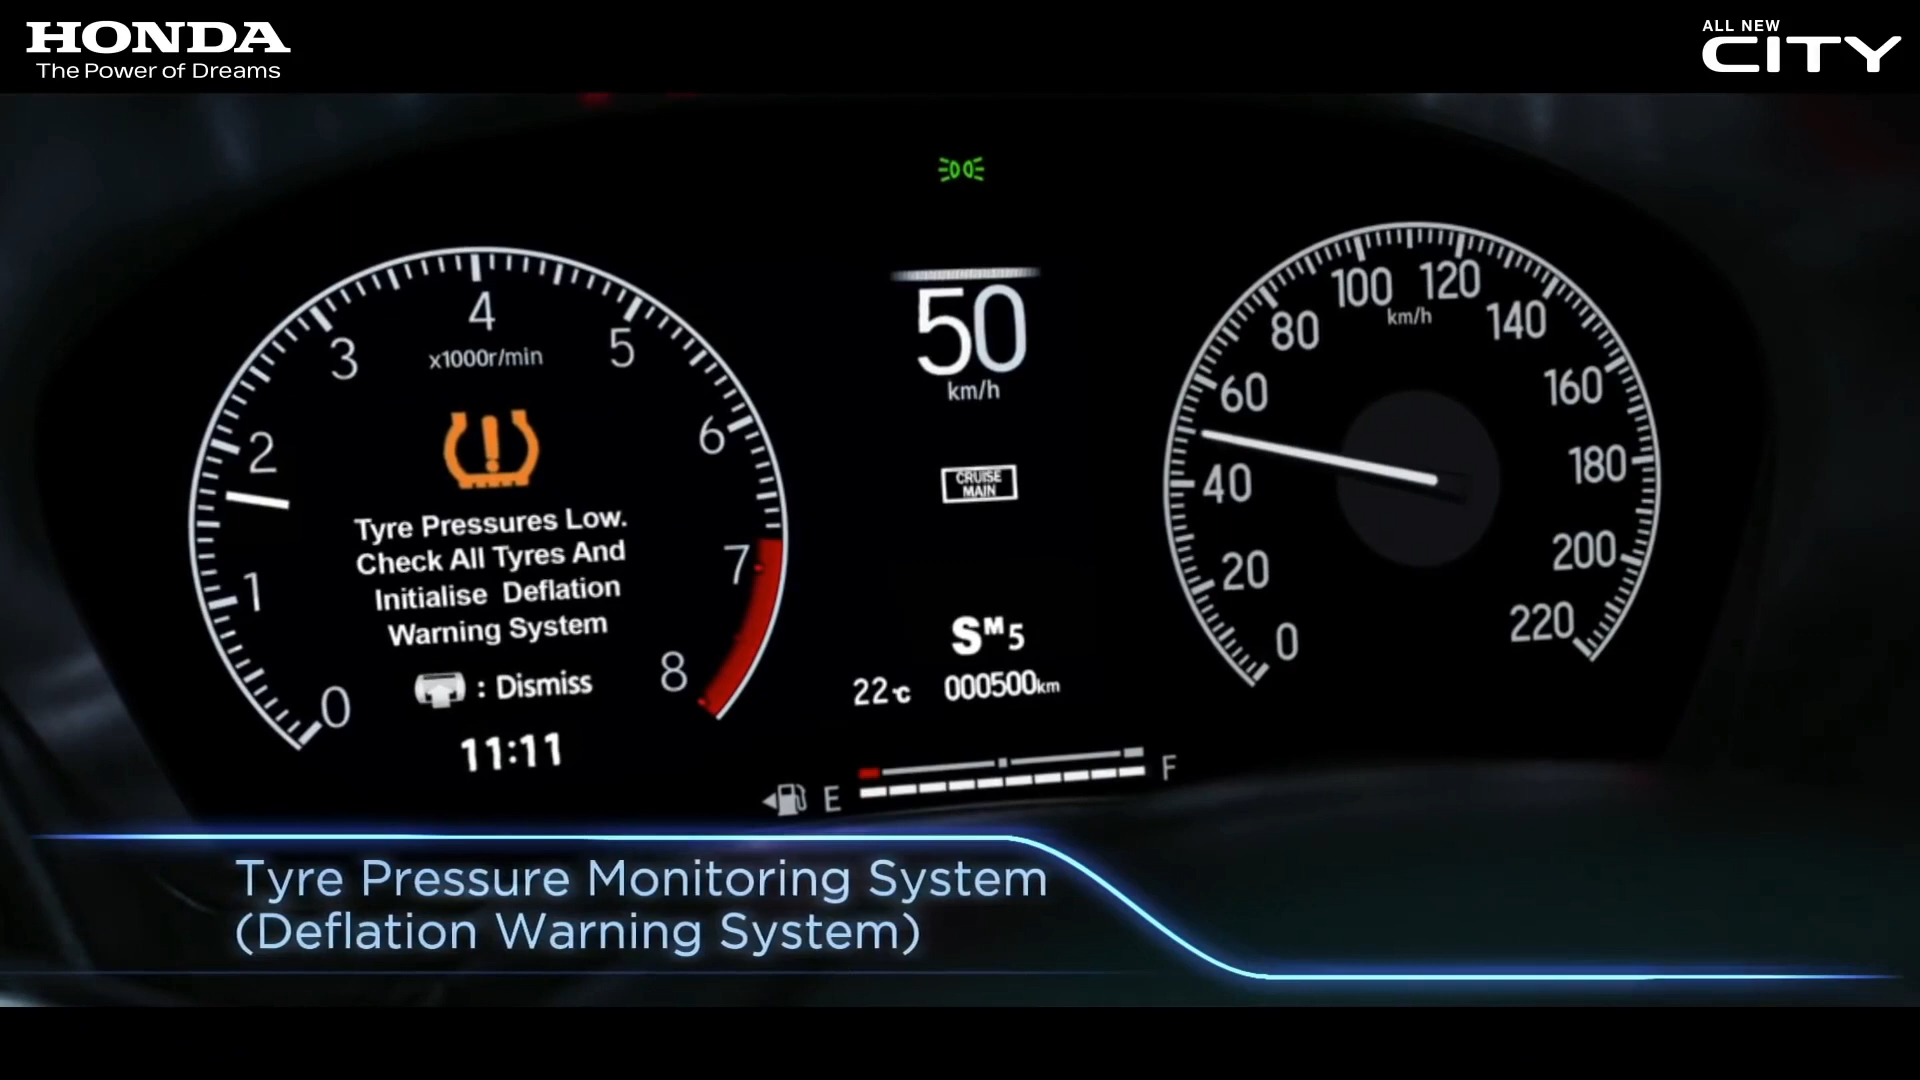 HONDA
The Power of Dreams
ALL NEW
CITY
4
3
5
x1000r/min
2
6
1
7
0
8
Tyre Pressures Low.
Check All Tyres And
Initialise Deflation
Warning System
: Dismiss
11:11
50
km/h
CRUISE
MAIN
SM5
22°C 000500km
E
F
100
120
km/h
80
140
60
160
40
180
20
200
0
220
Tyre Pressure Monitoring System
(Deflation Warning System)